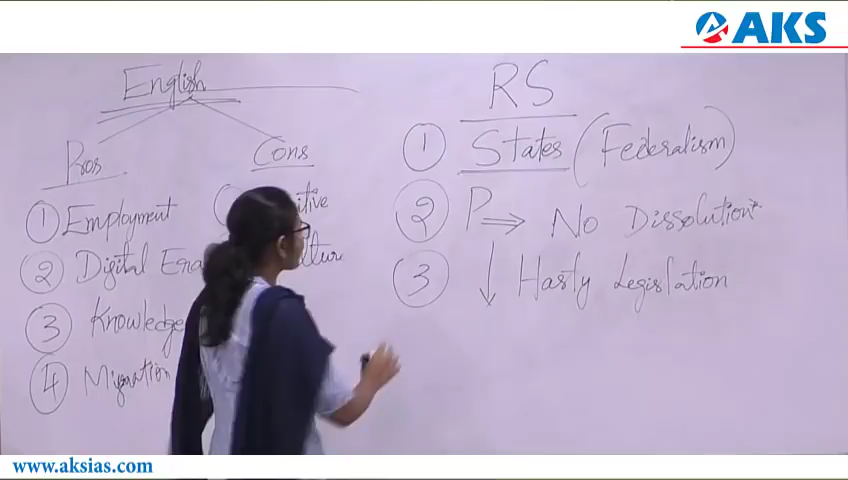 AKS
English
Pros
① Employment
② Digital Era
③ Knowledge
④ Migration
Cons
RS
① States (Federalism)
② P ⇒ No Dissolution*
③ ↓ Hasty Legislation
www.aksias.com